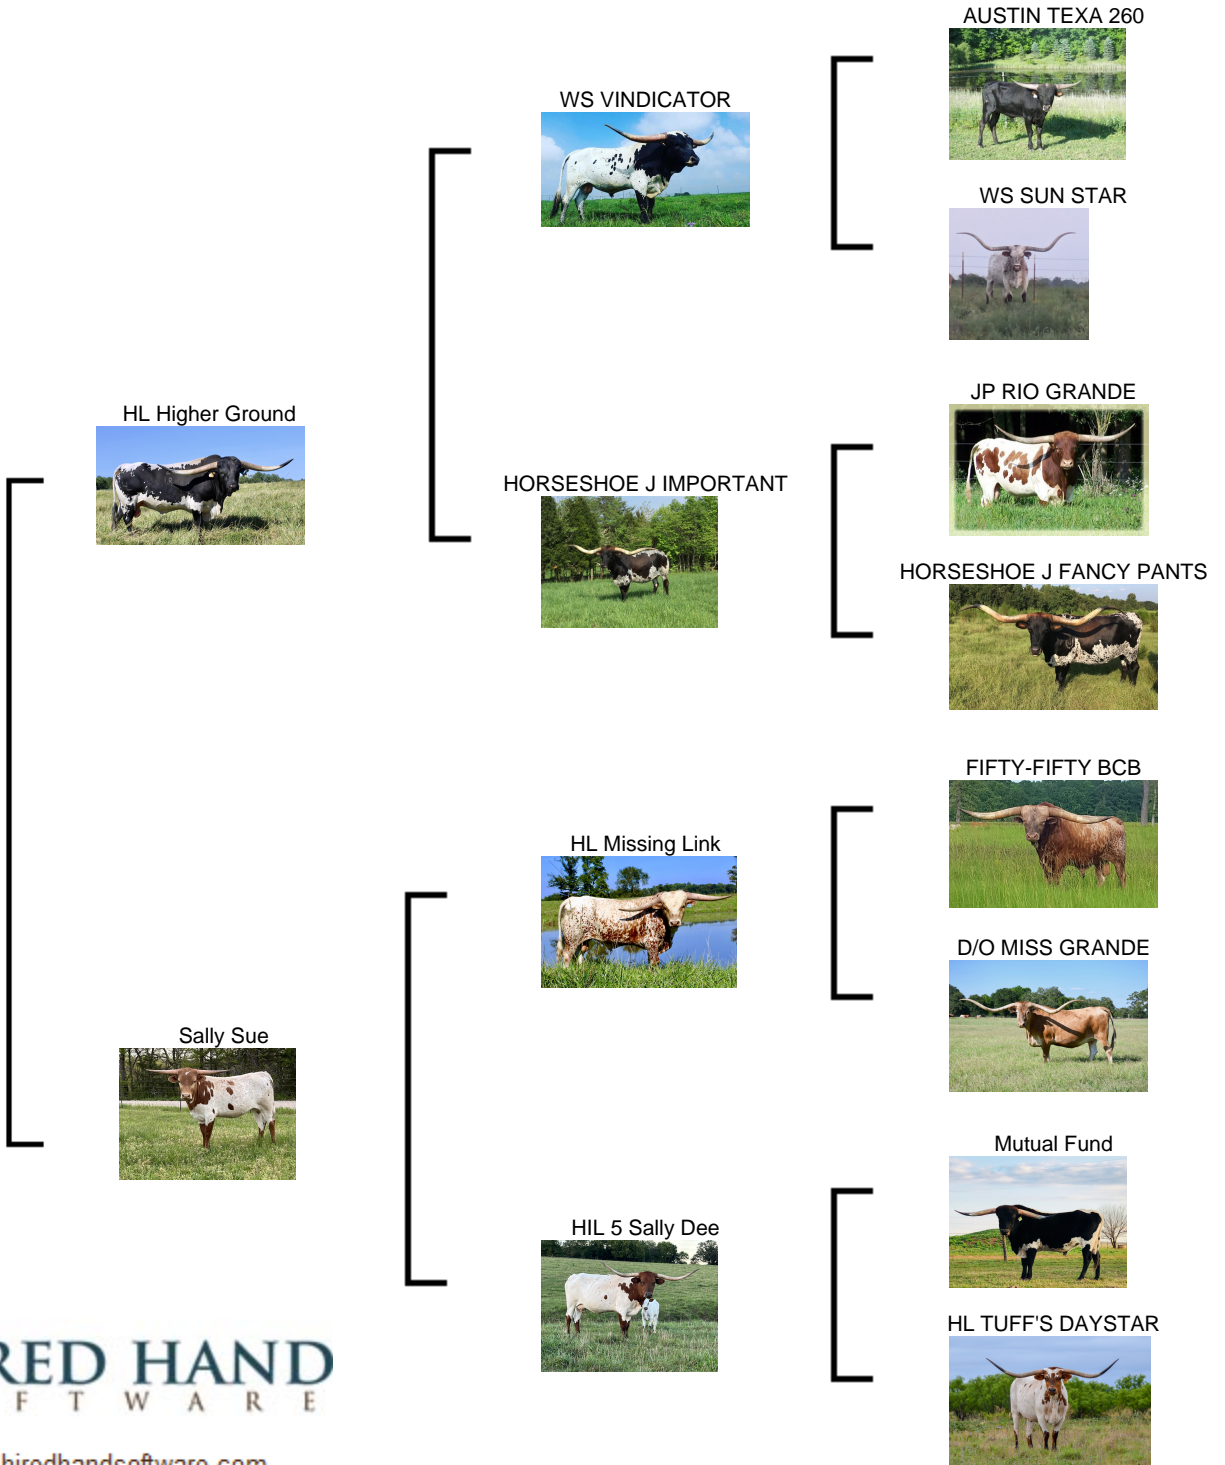 AUSTIN TEXA 260
WS VINDICATOR
WS SUN STAR
JP RIO GRANDE
HL Higher Ground
HORSESHOE J IMPORTANT
HORSESHOE J FANCY PANTS
FIFTY-FIFTY BCB
HL Missing Link
D/O MISS GRANDE
Sally Sue
Mutual Fund
HIL 5 Sally Dee
HL TUFF'S DAYSTAR
RED HAND
F T W A R E
hiredhandsoftware.com